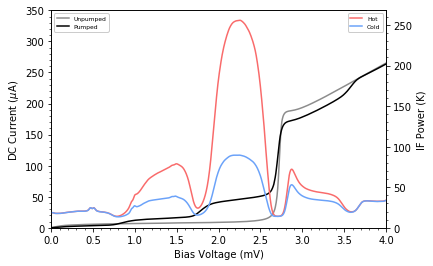 Unpumped
Pumped
Hot
Cold
350
300
250
200
150
100
50
0
DC Current (μA)
250
200
150
100
50
0
IF Power (K)
0.0 0.5 1.0 1.5 2.0 2.5 3.0 3.5 4.0
Bias Voltage (mV)